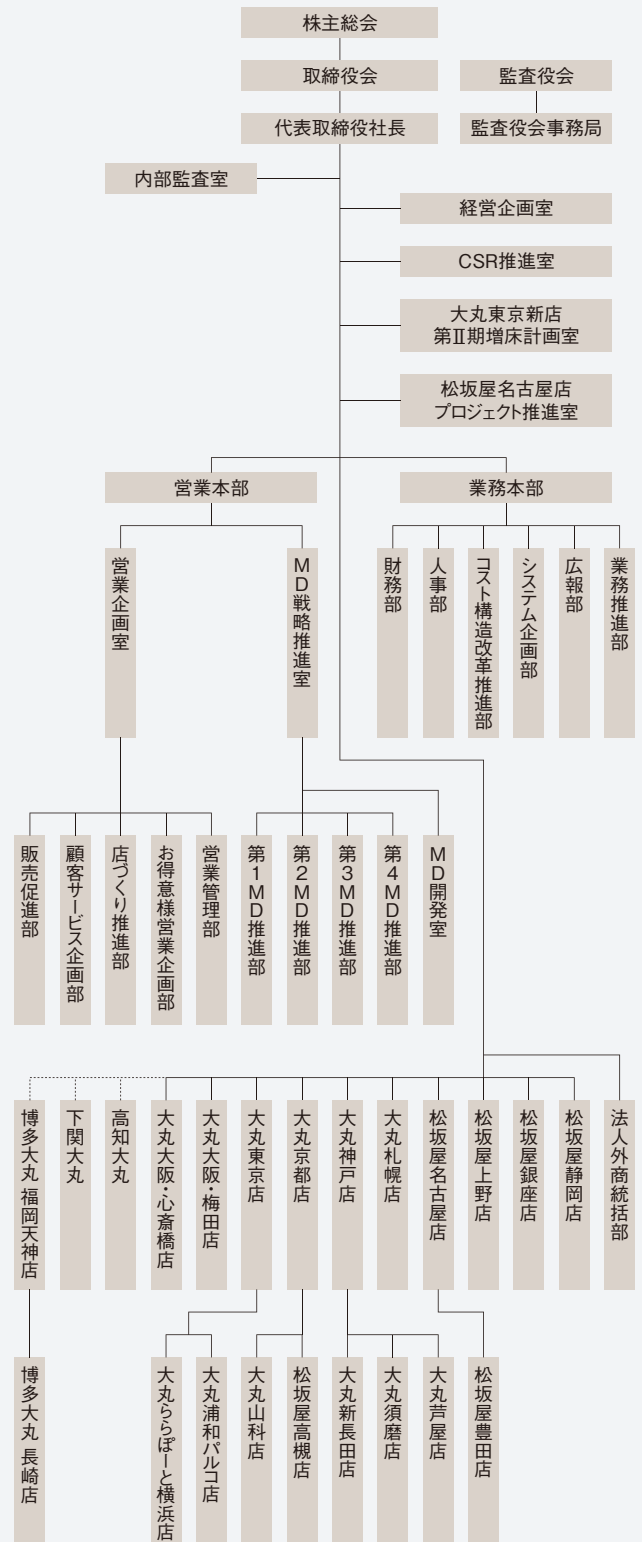 株主総会
取締役会
監査役会
代表取締役社長
監査役会事務局
内部監査室
経営企画室
CSR推進室
大丸東京新店
第Ⅱ期増床計画室
松坂屋名古屋店
プロジェクト推進室
営業本部
業務本部
営業企画室
MD戦略推進室
財務部
人事部
コスト構造改革推進部
システム企画部
広報部
業務推進部
販売促進部
顧客サービス企画部
店づくり推進部
お得意様営業企画部
営業管理部
第1MD推進部
第2MD推進部
第3MD推進部
第4MD推進部
MD開発室
博多大丸 福岡天神店
下関大丸
高知大丸
大丸大阪・心斎橋店
大丸大阪・梅田店
大丸東京店
大丸京都店
大丸神戸店
大丸札幌店
松坂屋名古屋店
松坂屋上野店
松坂屋銀座店
松坂屋静岡店
法人外商統括部
博多大丸 長崎店
大丸ららぽーと横浜店
大丸浦和パルコ店
大丸山科店
松坂屋高槻店
大丸新長田店
大丸須磨店
大丸芦屋店
松坂屋豊田店